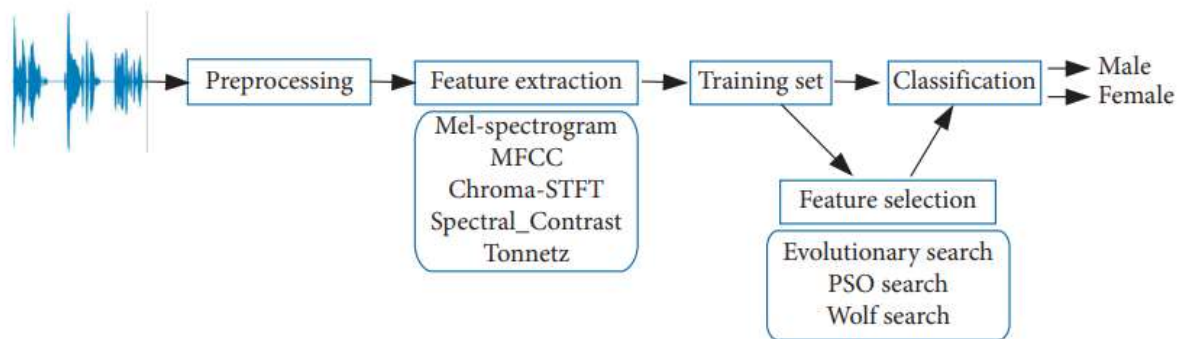 Preprocessing
Feature extraction
Mel-spectrogram
MFCC
Chroma-STFT
Spectral_Contrast
Tonnetz
Training set
Classification
Male
Female
Feature selection
Evolutionary search
PSO search
Wolf search